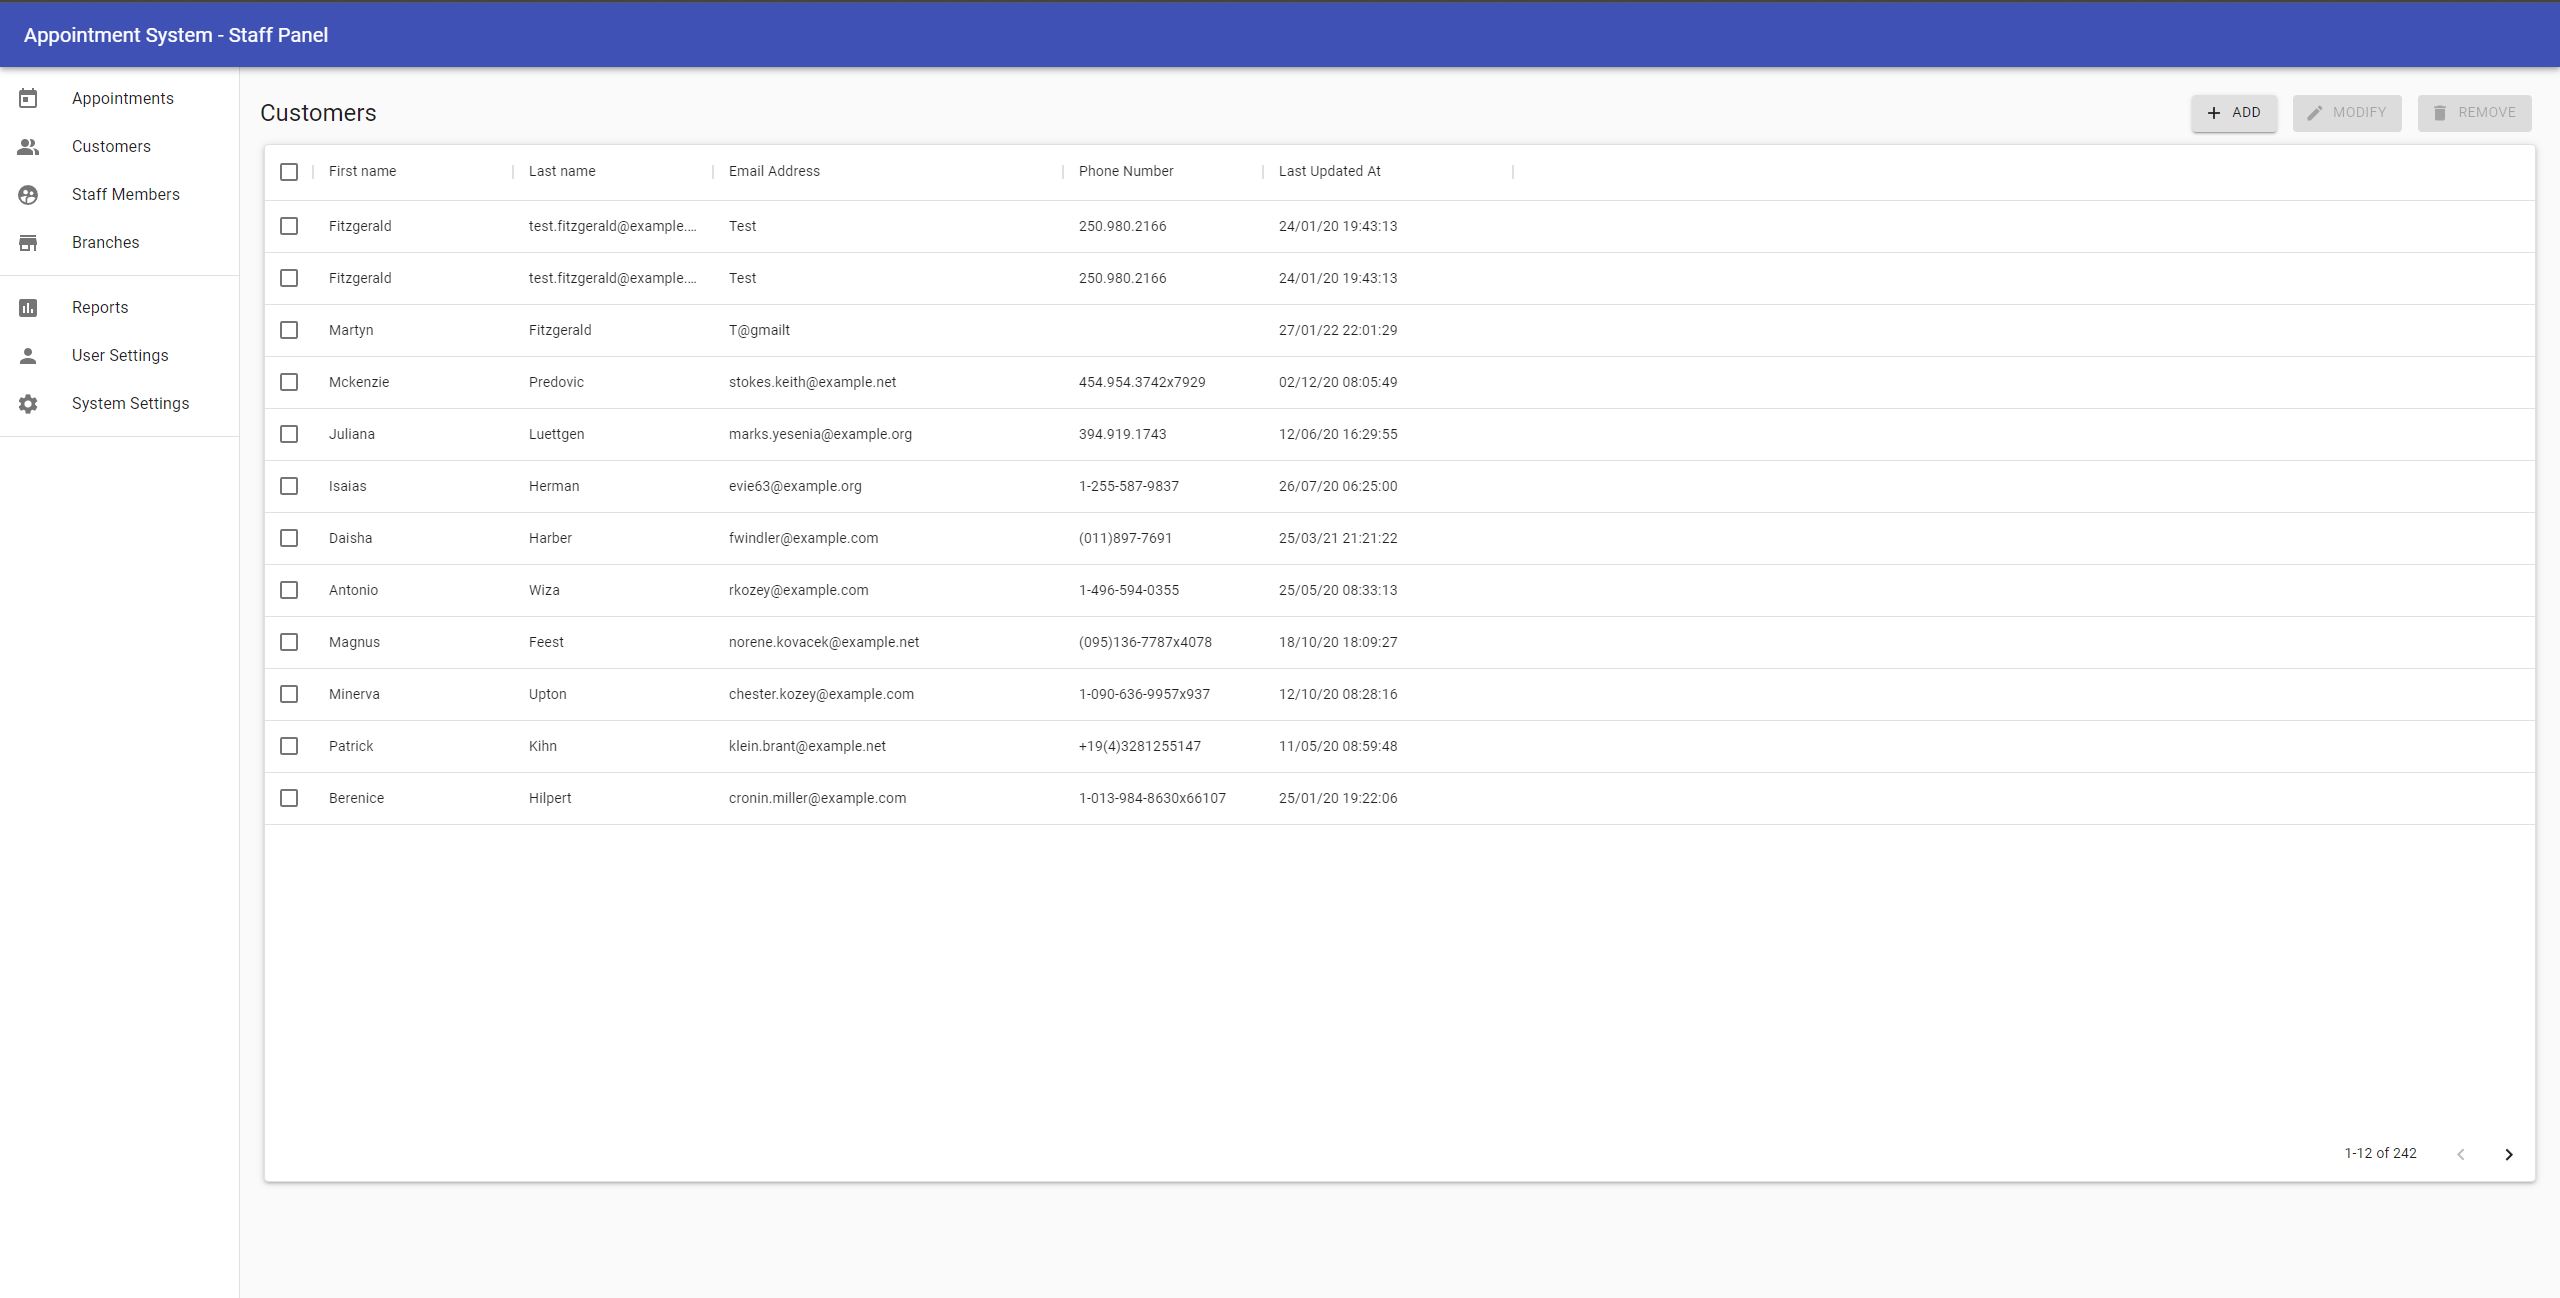 Appointment System - Staff Panel
Appointments
Customers
Staff Members
Branches
Reports
User Settings
System Settings
Customers
ADD MODIFY REMOVE
First name Last name Email Address Phone Number Last Updated At
Fitzgerald test.fitzgerald@example.... Test 250.980.2166 24/01/20 19:43:13
Fitzgerald test.fitzgerald@example.... Test 250.980.2166 24/01/20 19:43:13
Martyn Fitzgerald T@gmailt 27/01/22 22:01:29
Mckenzie Predovic stokes.keith@example.net 454.954.3742x7929 02/12/20 08:05:49
Juliana Luettgen marks.yesenia@example.org 394.919.1743 12/06/20 16:29:55
Isaias Herman evie63@example.org 1-255-587-9837 26/07/20 06:25:00
Daisha Harber fwindler@example.com (011)897-7691 25/03/21 21:21:22
Antonio Wiza rkozey@example.com 1-496-594-0355 25/05/20 08:33:13
Magnus Feest norene.kovacek@example.net (095)136-7787x4078 18/10/20 18:09:27
Minerva Upton chester.kozey@example.com 1-090-636-9957x937 12/10/20 08:28:16
Patrick Kihn klein.brant@example.net +19(4)3281255147 11/05/20 08:59:48
Berenice Hilpert cronin.miller@example.com 1-013-984-8630x66107 25/01/20 19:22:06
1-12 of 242